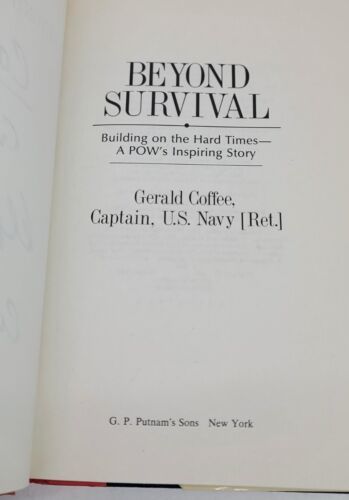 BEYOND
SURVIVAL
Building on the Hard Times—
A POW's Inspiring Story
Gerald Coffee,
Captain, U.S. Navy [Ret.]
G. P. Putnam's Sons New York